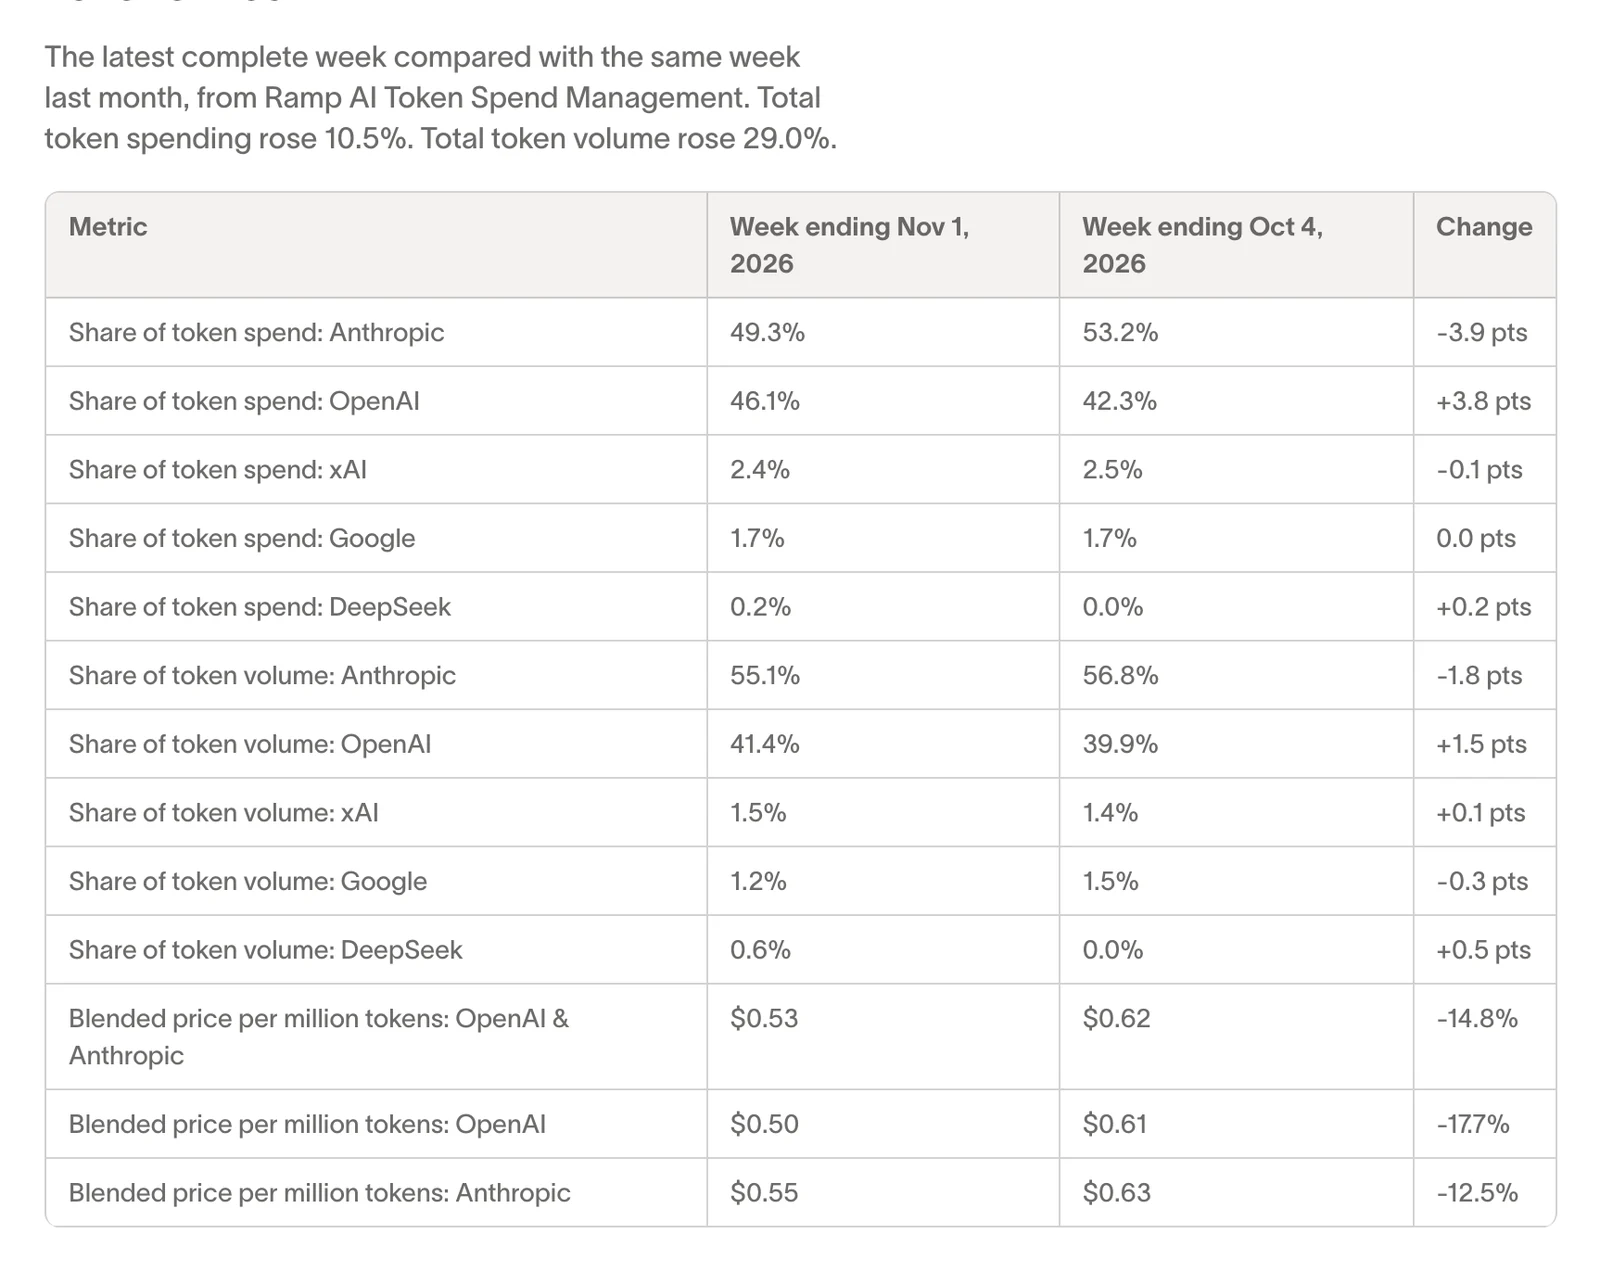 The latest complete week compared with the same week
last month, from Ramp AI Token Spend Management. Total
token spending rose 10.5%. Total token volume rose 29.0%.
Metric Week ending Nov 1, 2026 Week ending Oct 4, 2026 Change
Share of token spend: Anthropic 49.3% 53.2% -3.9 pts
Share of token spend: OpenAI 46.1% 42.3% +3.8 pts
Share of token spend: xAI 2.4% 2.5% -0.1 pts
Share of token spend: Google 1.7% 1.7% 0.0 pts
Share of token spend: DeepSeek 0.2% 0.0% +0.2 pts
Share of token volume: Anthropic 55.1% 56.8% -1.8 pts
Share of token volume: OpenAI 41.4% 39.9% +1.5 pts
Share of token volume: xAI 1.5% 1.4% +0.1 pts
Share of token volume: Google 1.2% 1.5% -0.3 pts
Share of token volume: DeepSeek 0.6% 0.0% +0.5 pts
Blended price per million tokens: OpenAI & Anthropic $0.53 $0.62 -14.8%
Blended price per million tokens: OpenAI $0.50 $0.61 -17.7%
Blended price per million tokens: Anthropic $0.55 $0.63 -12.5%